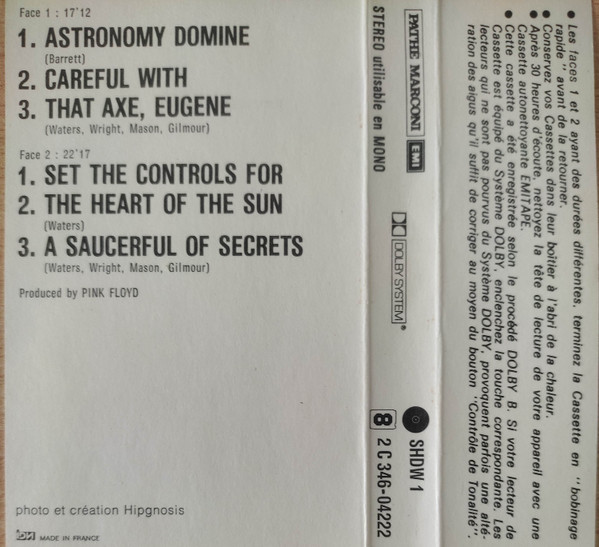 Face 1 : 17'12
1. ASTRONOMY DOMINE
(Barrett)
2. CAREFUL WITH
3. THAT AXE, EUGENE
(Waters, Wright, Mason, Gilmour)
Face 2 : 22'17
1. SET THE CONTROLS FOR
2. THE HEART OF THE SUN
(Waters)
3. A SAUCERFUL OF SECRETS
(Waters, Wright, Mason, Gilmour)
Produced by PINK FLOYD
photo et création Hipgnosis
MADE IN FRANCE
PATHE MARCONI EMI
STEREO utilisable en MONO
DOLBY SYSTEM®
SHDW 1
8 2 C 346-04222
● Les faces 1 et 2 ayant des durées différentes, terminez la Cassette en "bobinage
rapide" avant de la retourner.
● Conservez vos Cassettes dans leur boîtier à l'abri de la chaleur.
● Après 30 heures d'écoute, nettoyez la tête de lecture de votre appareil avec une
Cassette autonettoyante EMITAPE.
● Cette cassette a été enregistrée selon le procédé DOLBY B. Si votre lecteur de
Cassette est équipé du Système DOLBY, enclenchez la touche correspondante. Les
lecteurs qui ne sont pas pourvus du Système DOLBY, provoquent parfois une alté-
ration des aigus qu'il suffit de corriger au moyen du bouton "Contrôle de Tonalité".